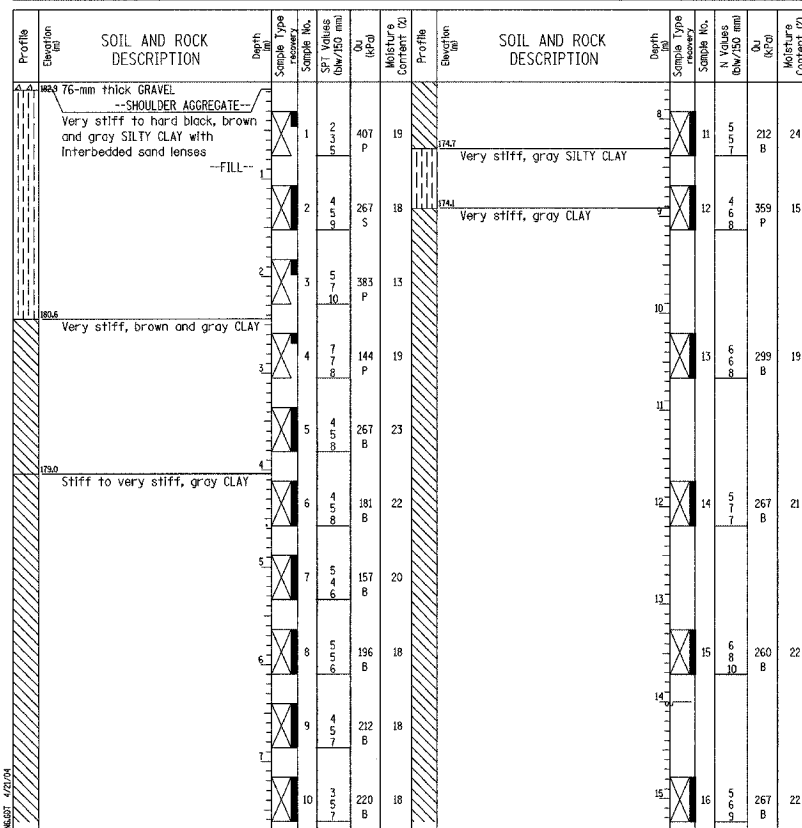 Profile
Elevation (m)
SOIL AND ROCK
DESCRIPTION
Depth (m)
Sample Type
recovery
Sample No.
SPT Values
(blw/150 mm)
Qu
(kPa)
Moisture
Content (%)
182.9 76-mm thick GRAVEL
--SHOULDER AGGREGATE--
Very stiff to hard black, brown
and gray SILTY CLAY with
interbedded sand lenses
--FILL--
1 2 3 5 407 P 19
1
2 4 5 9 267 S 18
2
3 5 7 10 383 P 13
180.6
Very stiff, brown and gray CLAY
3
4 7 7 8 144 P 19
5 4 5 8 267 B 23
4
179.0
Stiff to very stiff, gray CLAY
6 4 5 8 181 B 22
5
7 5 4 6 157 B 20
6
8 5 5 6 196 B 18
9 4 5 7 212 B 18
7
10 3 5 7 220 B 18
Profile
Elevation (m)
SOIL AND ROCK
DESCRIPTION
Depth (m)
Sample Type
recovery
Sample No.
N Values
(blw/150 mm)
Qu
(kPa)
Moisture
Content (%)
8
11 5 5 7 212 B 24
174.7
Very stiff, gray SILTY CLAY
174.1
Very stiff, gray CLAY
9
12 4 6 8 359 P 15
10
13 6 6 8 299 B 19
11
12
14 5 7 7 267 B 21
13
15 6 8 10 260 B 22
14
15
16 5 6 9 267 B 22
4/21/04